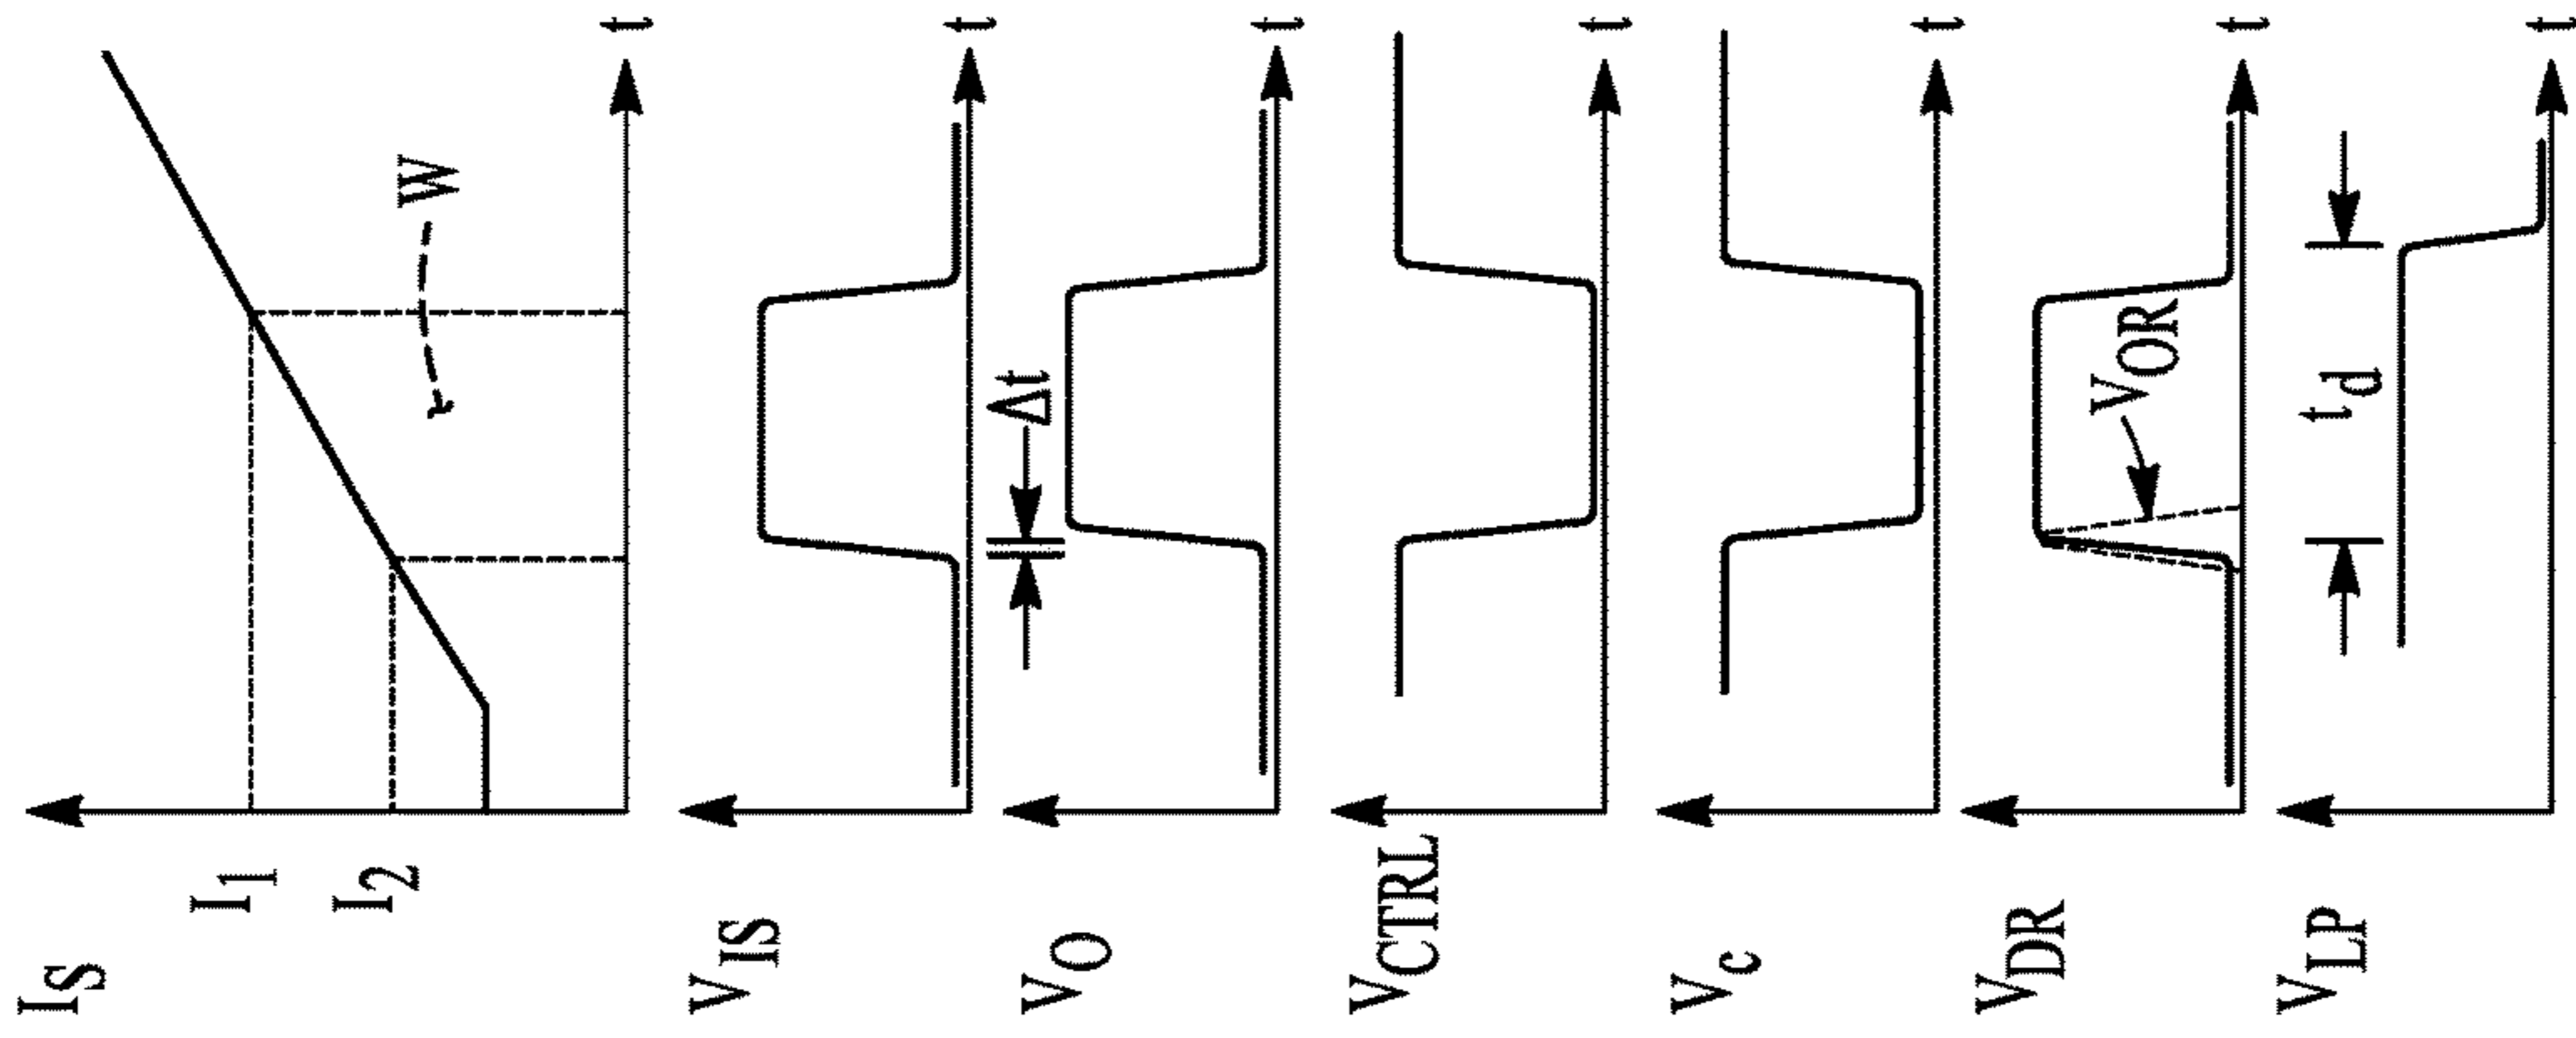 I_S
I_1
I_2
W
t
V_IS
t
Δt
V_O
t
V_CTRL
t
V_c
t
V_DR
V_OR
t
t_d
V_LP
t